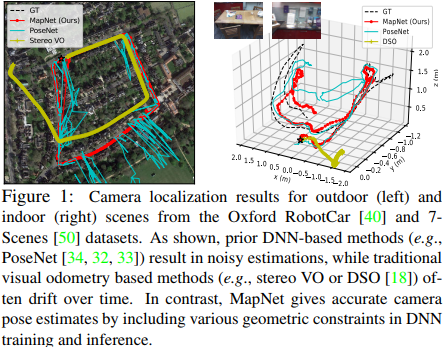 GT
MapNet (Ours)
PoseNet
Stereo VO
GT
MapNet (Ours)
PoseNet
DSO
2.0
1.5
1.0
0.5
z (m)
2.0 1.5 1.0 0.5 0.0 -0.5 -1.0 -1.5 -2.0
x (m)
0.0 -0.2 -0.4 -0.6 -0.8 -1.0 -1.2
y (m)
Figure 1: Camera localization results for outdoor (left) and
indoor (right) scenes from the Oxford RobotCar [40] and 7-
Scenes [50] datasets. As shown, prior DNN-based methods (e.g.,
PoseNet [34, 32, 33]) result in noisy estimations, while traditional
visual odometry based methods (e.g., stereo VO or DSO [18]) of-
ten drift over time. In contrast, MapNet gives accurate camera
pose estimates by including various geometric constraints in DNN
training and inference.